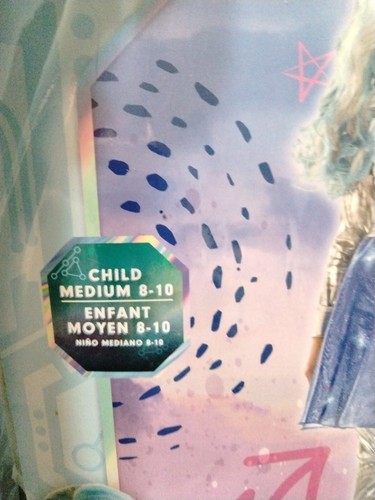 CHILD
MEDIUM 8-10
ENFANT
MOYEN 8-10
NIÑO MEDIANO 8-10